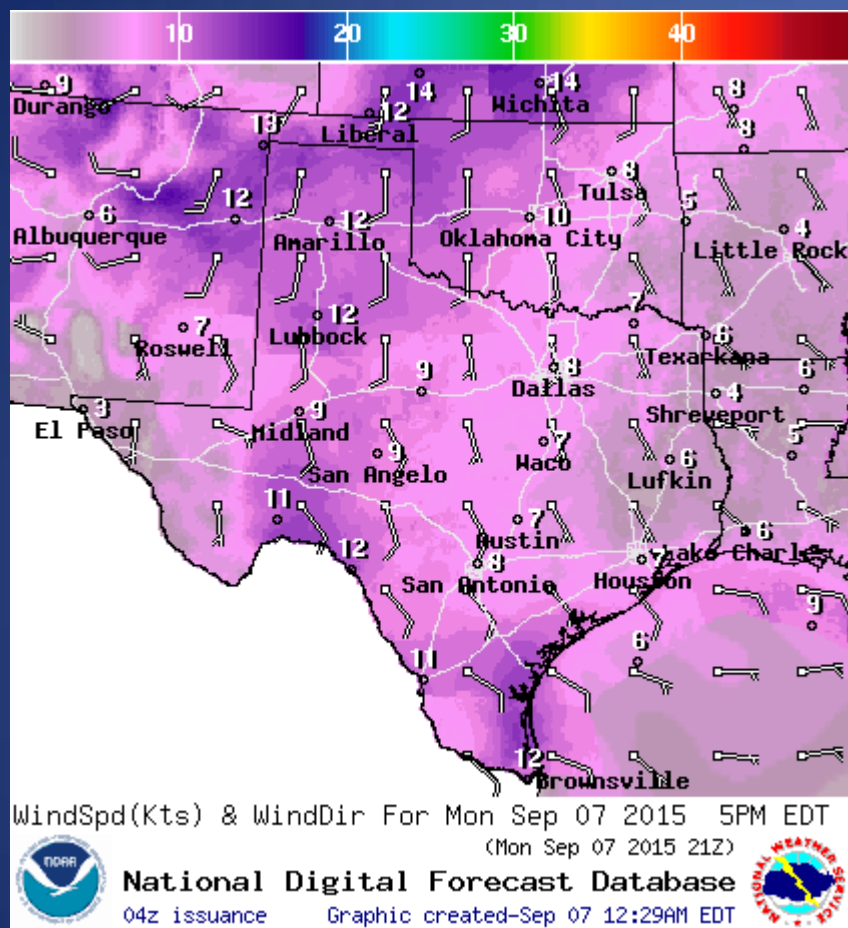 10 20 30 40
9 14 14 8
Durango Liberal 12 Wichita
13 8
8
Tulsa
6 12 12 10 5 4
Albuquerque Amarillo Oklahoma City Little Rock
7 12 7 6
Roswell Lubbock Texarkana
9 8 6
Dallas
3 9 4
El Paso Midland Shreveport
9 7 6 5
San Angelo Waco Lufkin
11 7 6
Austin Lake Charles
12 8 7
San Antonio Houston
9
11 6
12
Brownsville
WindSpd(Kts) & WindDir For Mon Sep 07 2015 5PM EDT
(Mon Sep 07 2015 21Z)
NOAA
National Digital Forecast Database
04z issuance Graphic created-Sep 07 12:29AM EDT
NATIONAL WEATHER SERVICE